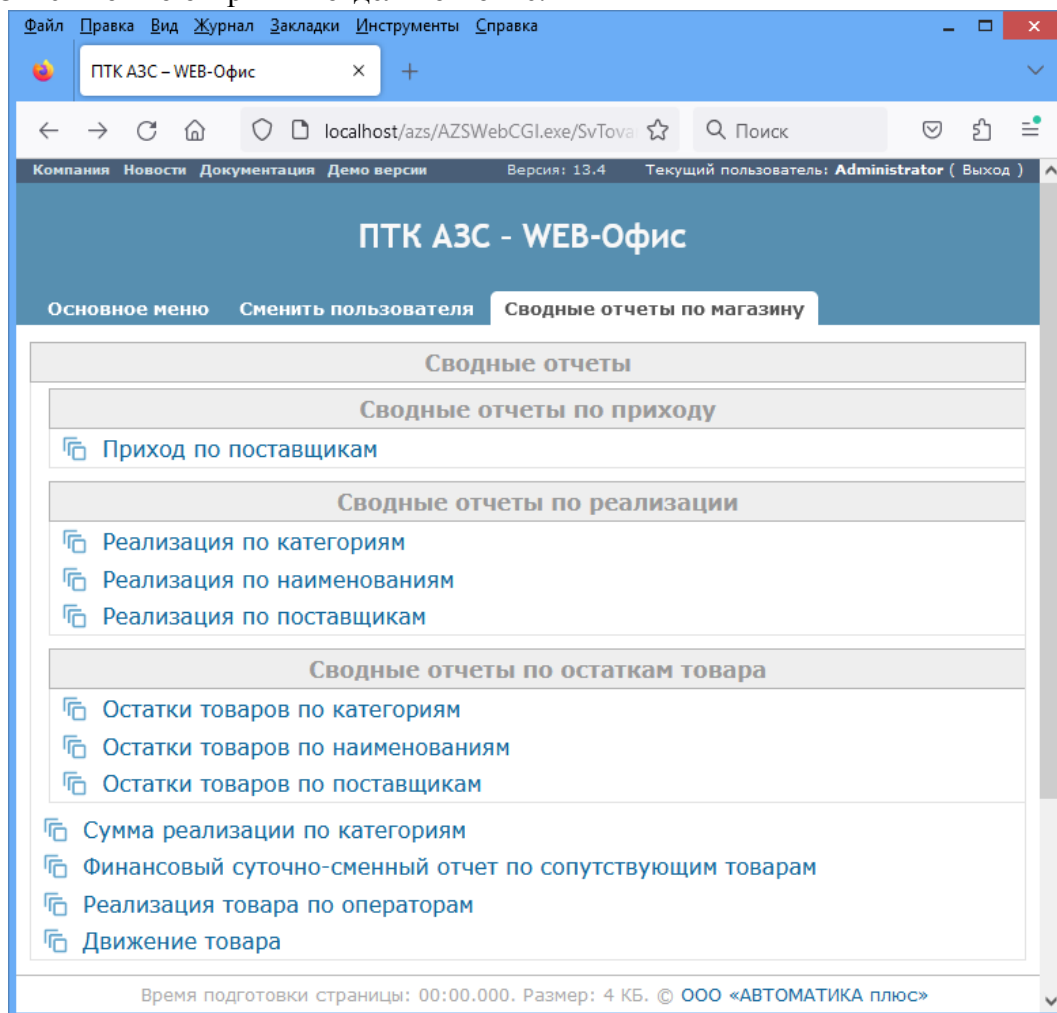 Файл Правка Вид Журнал Закладки Инструменты Справка
ПТК АЗС – WEB-Офис
localhost/azs/AZSWebCGI.exe/SvTova Поиск
Компания Новости Документация Демо версии Версия: 13.4 Текущий пользователь: Administrator ( Выход )
ПТК АЗС - WEB-Офис
Основное меню Сменить пользователя Сводные отчеты по магазину
Сводные отчеты
Сводные отчеты по приходу
Приход по поставщикам
Сводные отчеты по реализации
Реализация по категориям
Реализация по наименованиям
Реализация по поставщикам
Сводные отчеты по остаткам товара
Остатки товаров по категориям
Остатки товаров по наименованиям
Остатки товаров по поставщикам
Сумма реализации по категориям
Финансовый суточно-сменный отчет по сопутствующим товарам
Реализация товара по операторам
Движение товара
Время подготовки страницы: 00:00.000. Размер: 4 КБ. © ООО «АВТОМАТИКА плюс»